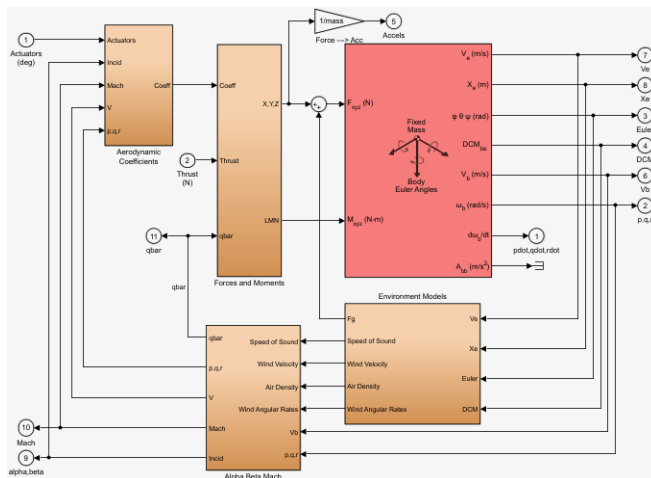 1
Actuators
(deg)
Actuators
Incid
Mach
V
p,q,r
Coeff
Aerodynamic
Coefficients
Coeff
X,Y,Z
Thrust
LMN
qbar
Forces and Moments
2
Thrust
(N)
11
qbar
qbar
1/mass
Force ---> Acc
5
Accels
++
F_xyz (N)
M_xyz (N-m)
Fixed
Mass
Body
Euler Angles
V_e (m/s)
X_e (m)
φ θ ψ (rad)
DCM_be
V_b (m/s)
ω_b (rad/s)
dω_b/dt
A_bb (m/s²)
7
Ve
8
Xe
3
Euler
4
DCM
6
Vb
2
p,q,r
1
pdot,qdot,rdot
Environment Models
Fg
Speed of Sound
Wind Velocity
Air Density
Wind Angular Rates
Ve
Xe
Euler
DCM
qbar
p,q,r
V
Mach
Incid
Speed of Sound
Wind Velocity
Air Density
Wind Angular Rates
Vb
p,q,r
Alpha Beta Mach
10
Mach
9
alpha,beta